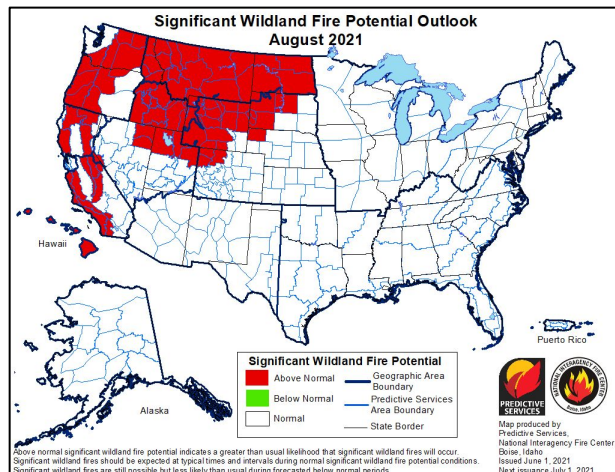 Significant Wildland Fire Potential Outlook
August 2021
Hawaii
Alaska
Puerto Rico
Significant Wildland Fire Potential
Above Normal
Below Normal
Normal
Geographic Area
Boundary
Predictive Services
Area Boundary
State Border
PREDICTIVE
SERVICES
NATIONAL INTERAGENCY FIRE CENTER
Boise, Idaho
Map produced by
Predictive Services,
National Interagency Fire Center
Boise, Idaho
Issued June 1, 2021
Next issuance July 1, 2021
Above normal significant wildland fire potential indicates a greater than usual likelihood that significant wildland fires will occur.
Significant wildland fires should be expected at typical times and intervals during normal significant wildland fire potential conditions.
Significant wildland fires are still possible but less likely than usual during forecasted below normal periods.